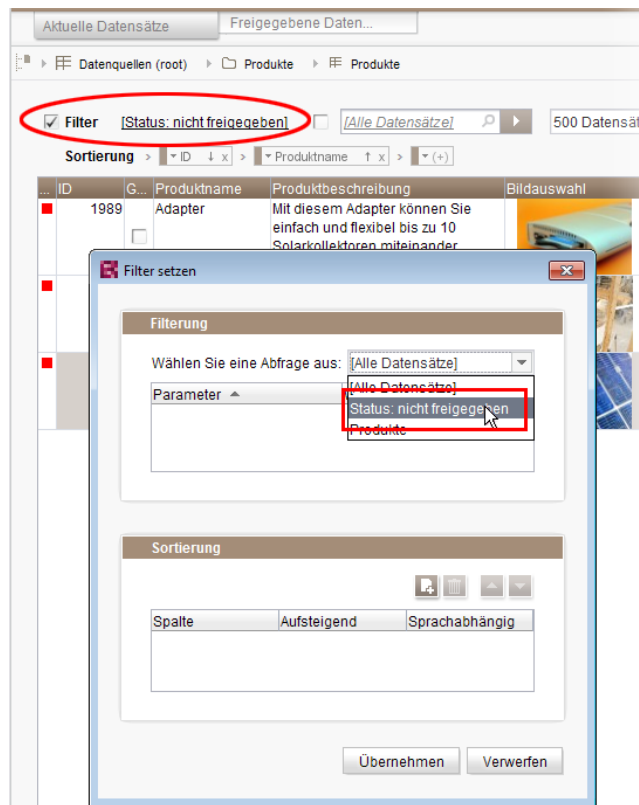 Aktuelle Datensätze
Freigegebene Daten...
Datenquellen (root)
Produkte
Produkte
Filter [Status: nicht freigegeben] [Alle Datensätze] 500 Datensät
Sortierung > ID ↓ x > Produktname ↑ x > (+)
... ID G... Produktname Produktbeschreibung Bildauswahl
1989 Adapter Mit diesem Adapter können Sie
einfach und flexibel bis zu 10
Solarkollektoren miteinander
Filter setzen
Filterung
Wählen Sie eine Abfrage aus: [Alle Datensätze]
Parameter
[Alle Datensätze]
Status: nicht freigegeben
Produkte
Sortierung
Spalte Aufsteigend Sprachabhängig
Übernehmen Verwerfen